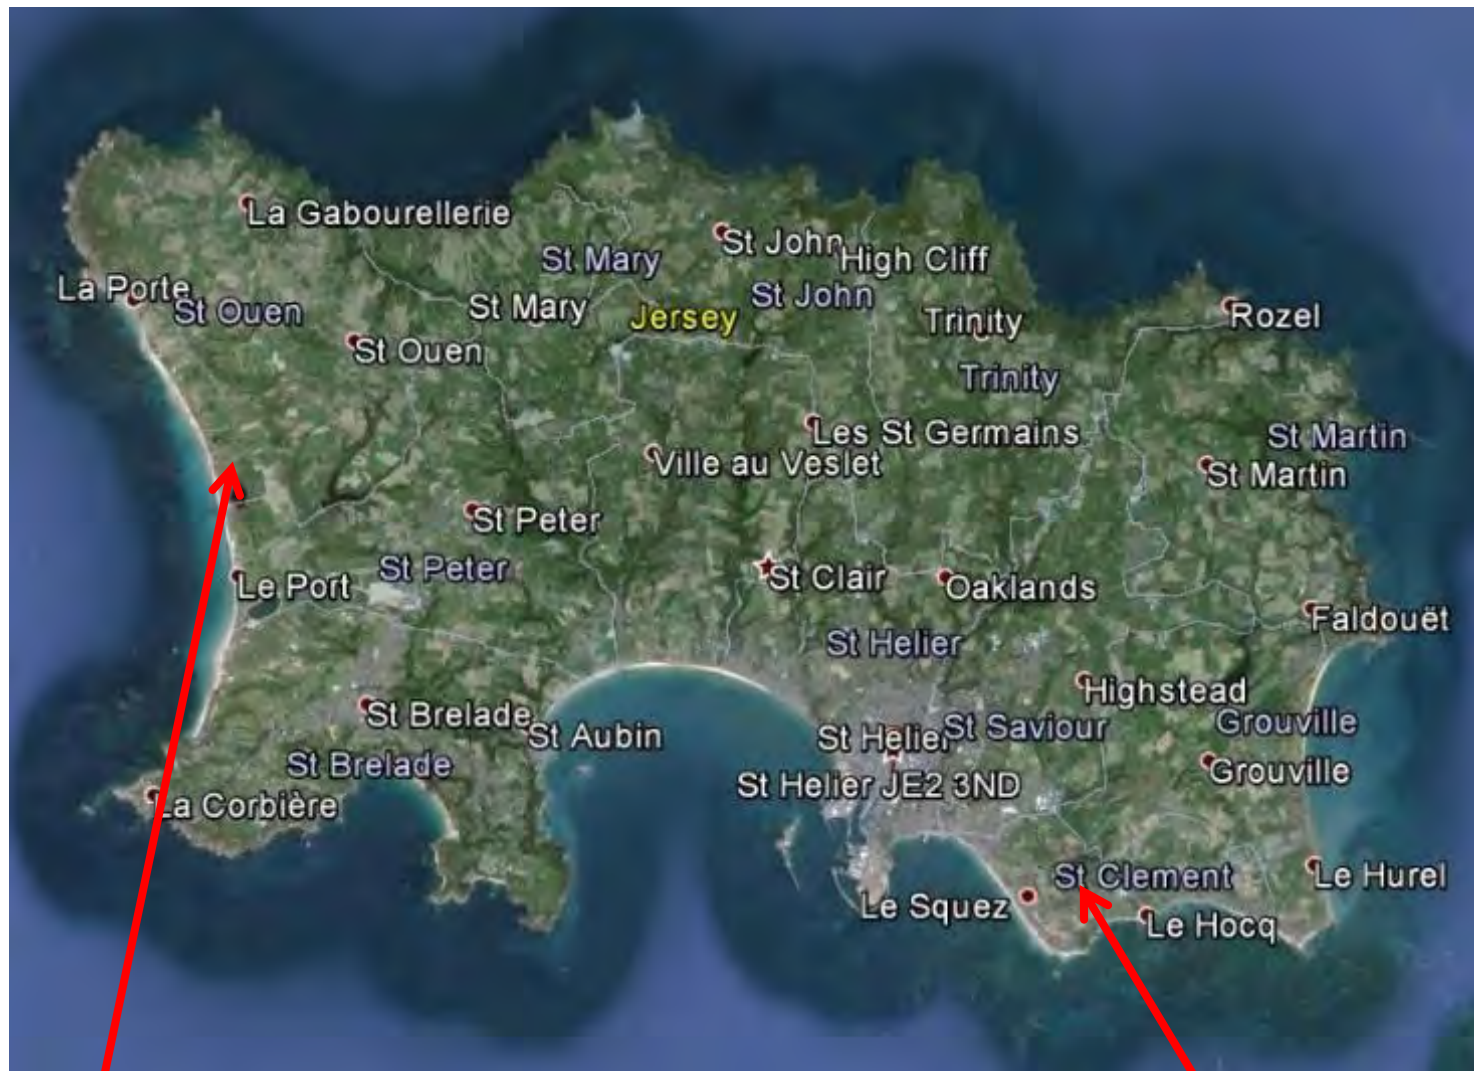 La Gabourellerie
St John
High Cliff
St Mary
La Porte
St Ouen
St Mary
Jersey
St John
Trinity
Rozel
St Ouen
Trinity
Les St Germains
St Martin
Ville au Veslet
St Martin
St Peter
St Peter
Le Port
St Clair
Oaklands
Faldouët
St Helier
Highstead
St Brelade
St Aubin
St Helier
St Saviour
Grouville
St Brelade
Grouville
La Corbière
St Helier JE2 3ND
St Clement
Le Hurel
Le Squez
Le Hocq